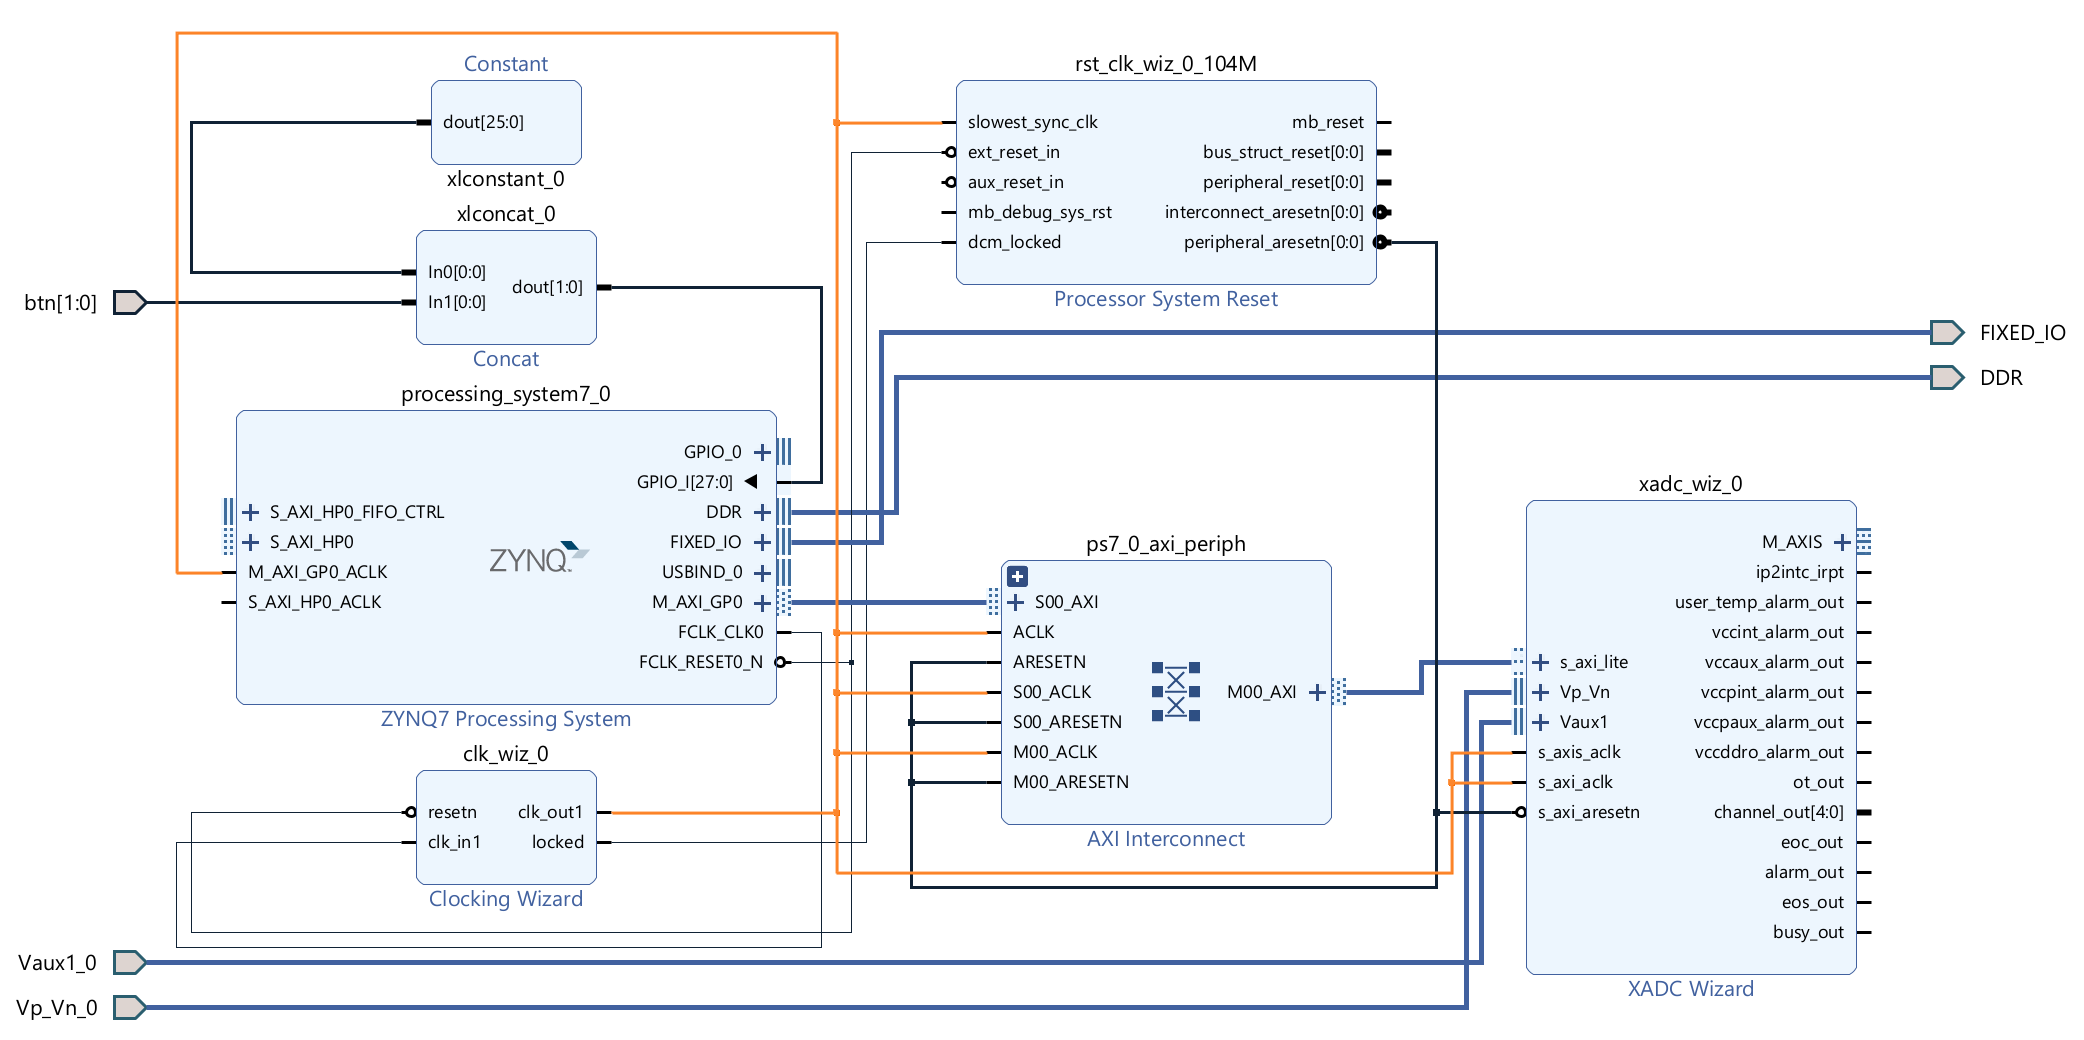 Constant
dout[25:0]
xlconstant_0
xlconcat_0
In0[0:0]
In1[0:0]
dout[1:0]
Concat
btn[1:0]
processing_system7_0
S_AXI_HP0_FIFO_CTRL
S_AXI_HP0
M_AXI_GP0_ACLK
S_AXI_HP0_ACLK
ZYNQ
GPIO_0
GPIO_I[27:0]
DDR
FIXED_IO
USBIND_0
M_AXI_GP0
FCLK_CLK0
FCLK_RESET0_N
ZYNQ7 Processing System
clk_wiz_0
resetn
clk_in1
clk_out1
locked
Clocking Wizard
Vaux1_0
Vp_Vn_0
rst_clk_wiz_0_104M
slowest_sync_clk
ext_reset_in
aux_reset_in
mb_debug_sys_rst
dcm_locked
mb_reset
bus_struct_reset[0:0]
peripheral_reset[0:0]
interconnect_aresetn[0:0]
peripheral_aresetn[0:0]
Processor System Reset
FIXED_IO
DDR
ps7_0_axi_periph
S00_AXI
ACLK
ARESETN
S00_ACLK
S00_ARESETN
M00_ACLK
M00_ARESETN
M00_AXI
AXI Interconnect
xadc_wiz_0
s_axi_lite
Vp_Vn
Vaux1
s_axis_aclk
s_axi_aclk
s_axi_aresetn
M_AXIS
ip2intc_irpt
user_temp_alarm_out
vccint_alarm_out
vccaux_alarm_out
vccpint_alarm_out
vccpaux_alarm_out
vccddro_alarm_out
ot_out
channel_out[4:0]
eoc_out
alarm_out
eos_out
busy_out
XADC Wizard